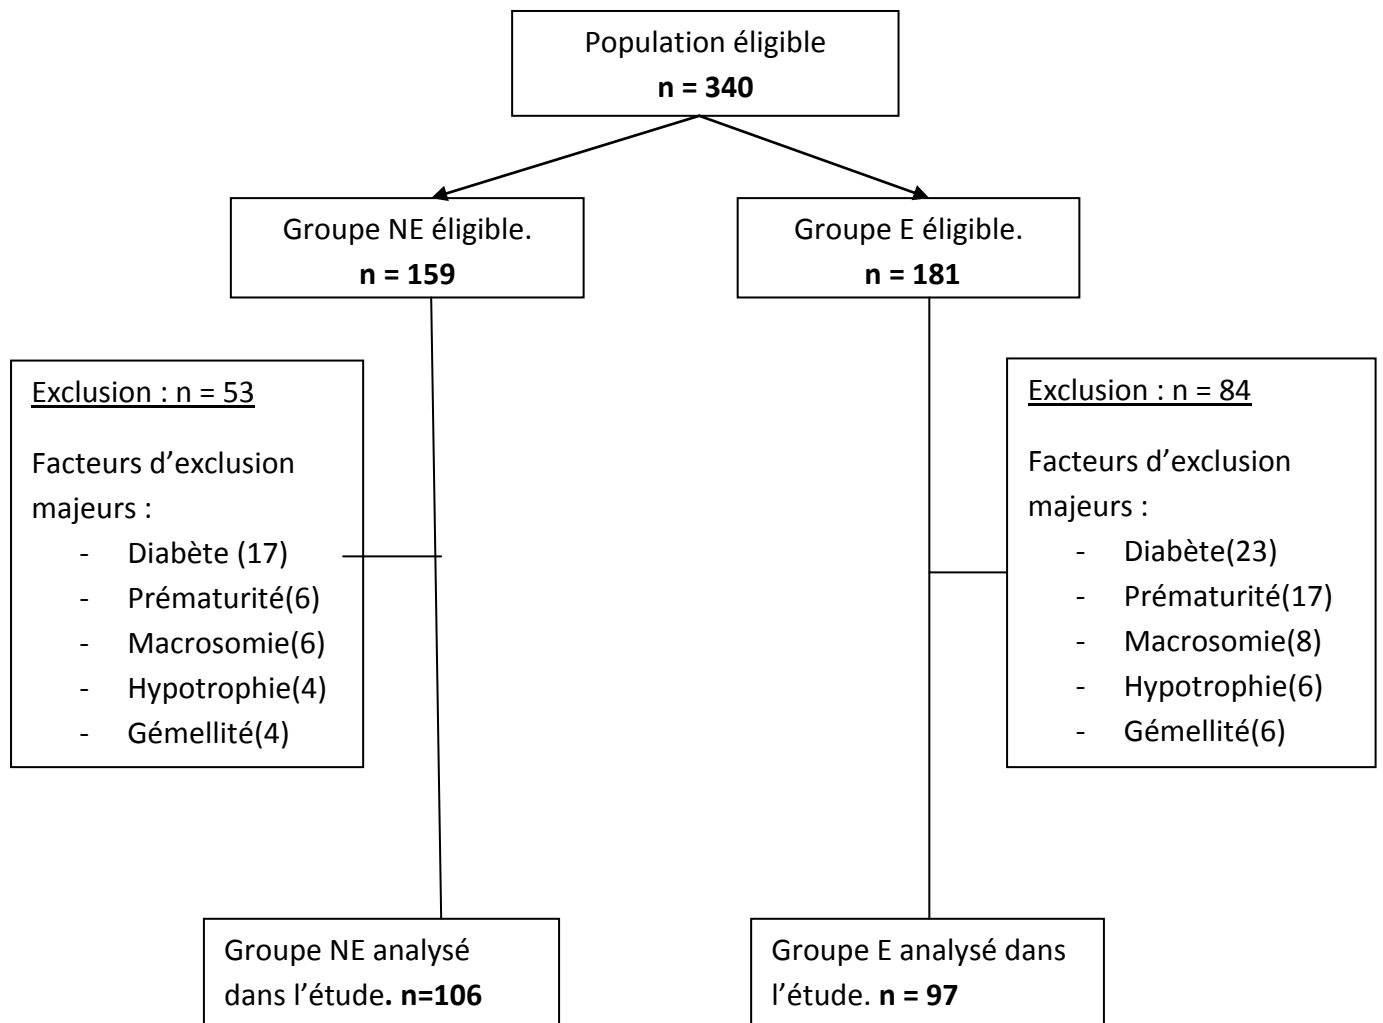 Population éligible
n = 340
Groupe NE éligible.
n = 159
Groupe E éligible.
n = 181
Exclusion : n = 53
Facteurs d’exclusion
majeurs :
- Diabète (17)
- Prématurité(6)
- Macrosomie(6)
- Hypotrophie(4)
- Gémellité(4)
Exclusion : n = 84
Facteurs d’exclusion
majeurs :
- Diabète(23)
- Prématurité(17)
- Macrosomie(8)
- Hypotrophie(6)
- Gémellité(6)
Groupe NE analysé
dans l’étude. n=106
Groupe E analysé dans
l’étude. n = 97